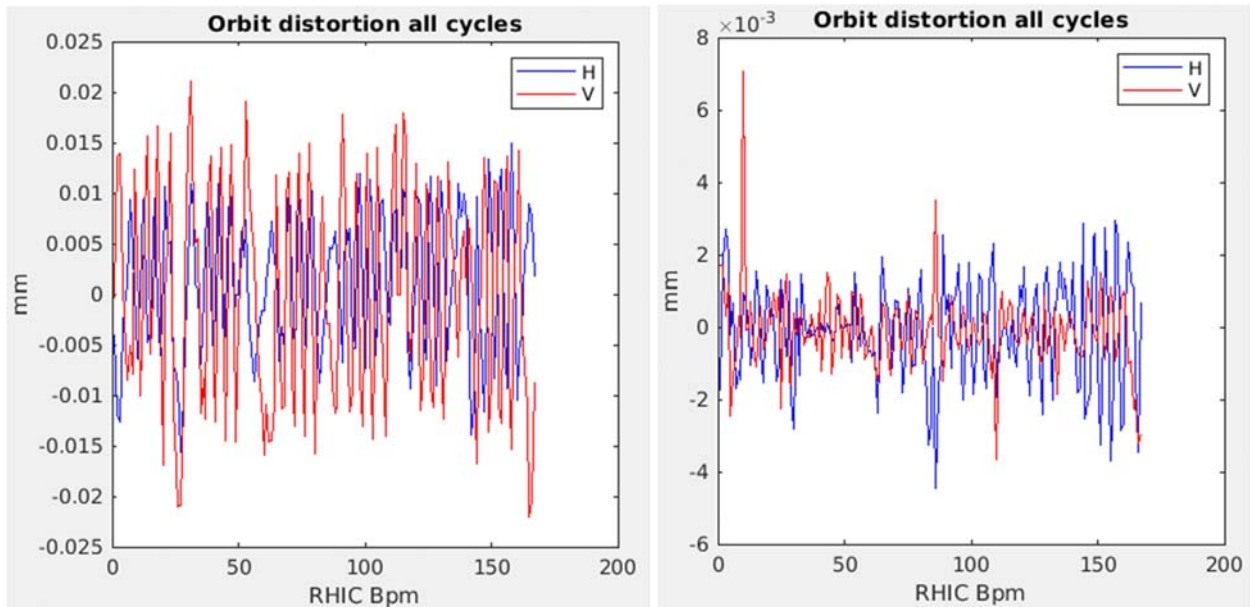 Orbit distortion all cycles
0.025
0.02
0.015
0.01
0.005
0
-0.005
-0.01
-0.015
-0.02
-0.025
mm
H
V
0 50 100 150 200
RHIC Bpm
Orbit distortion all cycles
×10⁻³
8
6
4
2
0
-2
-4
-6
mm
H
V
0 50 100 150 200
RHIC Bpm